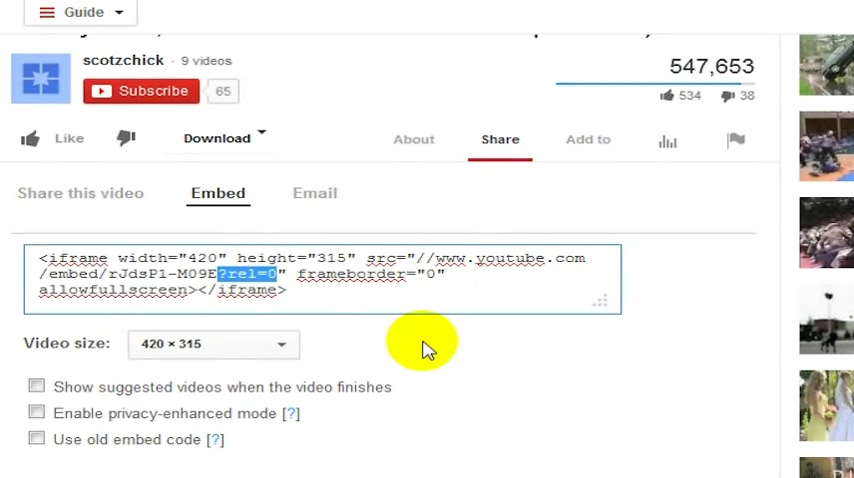 Guide
scotzchick · 9 videos
Subscribe 65
547,653
534 38
Like Download About Share Add to
Share this video Embed Email
<iframe width="420" height="315" src="//www.youtube.com
/embed/rJdsP1-M09E?rel=0" frameborder="0"
allowfullscreen></iframe>
Video size: 420 × 315
Show suggested videos when the video finishes
Enable privacy-enhanced mode [?]
Use old embed code [?]